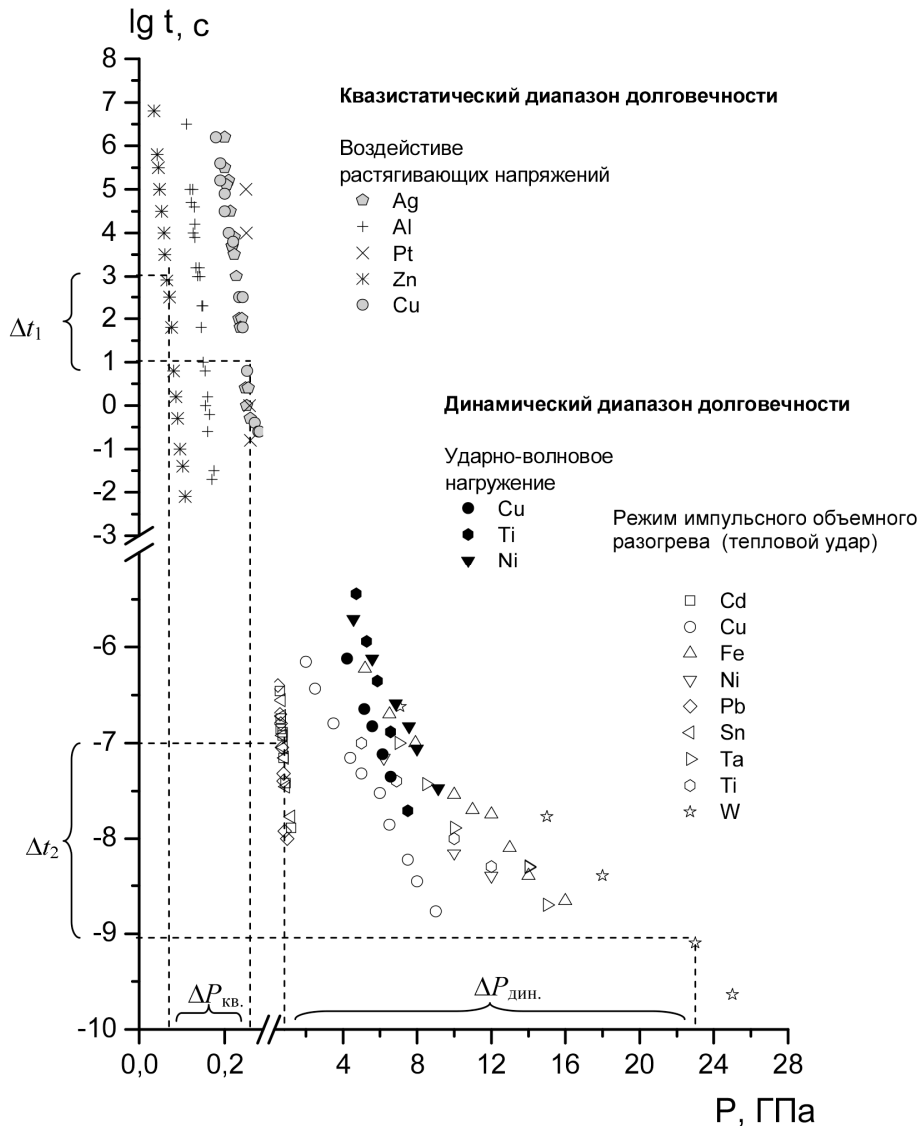 lg t, с
8
7
6
5
4
3
2
1
0
-1
-2
-3
-6
-7
-8
-9
-10
Δt1
Δt2
Квазистатический диапазон долговечности
Воздейстиве
растягивающих напряжений
Ag
Al
Pt
Zn
Cu
Динамический диапазон долговечности
Ударно-волновое
нагружение
Cu
Ti
Ni
Режим импульсного объемного
разогрева (тепловой удар)
Cd
Cu
Fe
Ni
Pb
Sn
Ta
Ti
W
ΔPкв.
ΔPдин.
0,0 0,2 4 8 12 16 20 24 28
P, ГПа